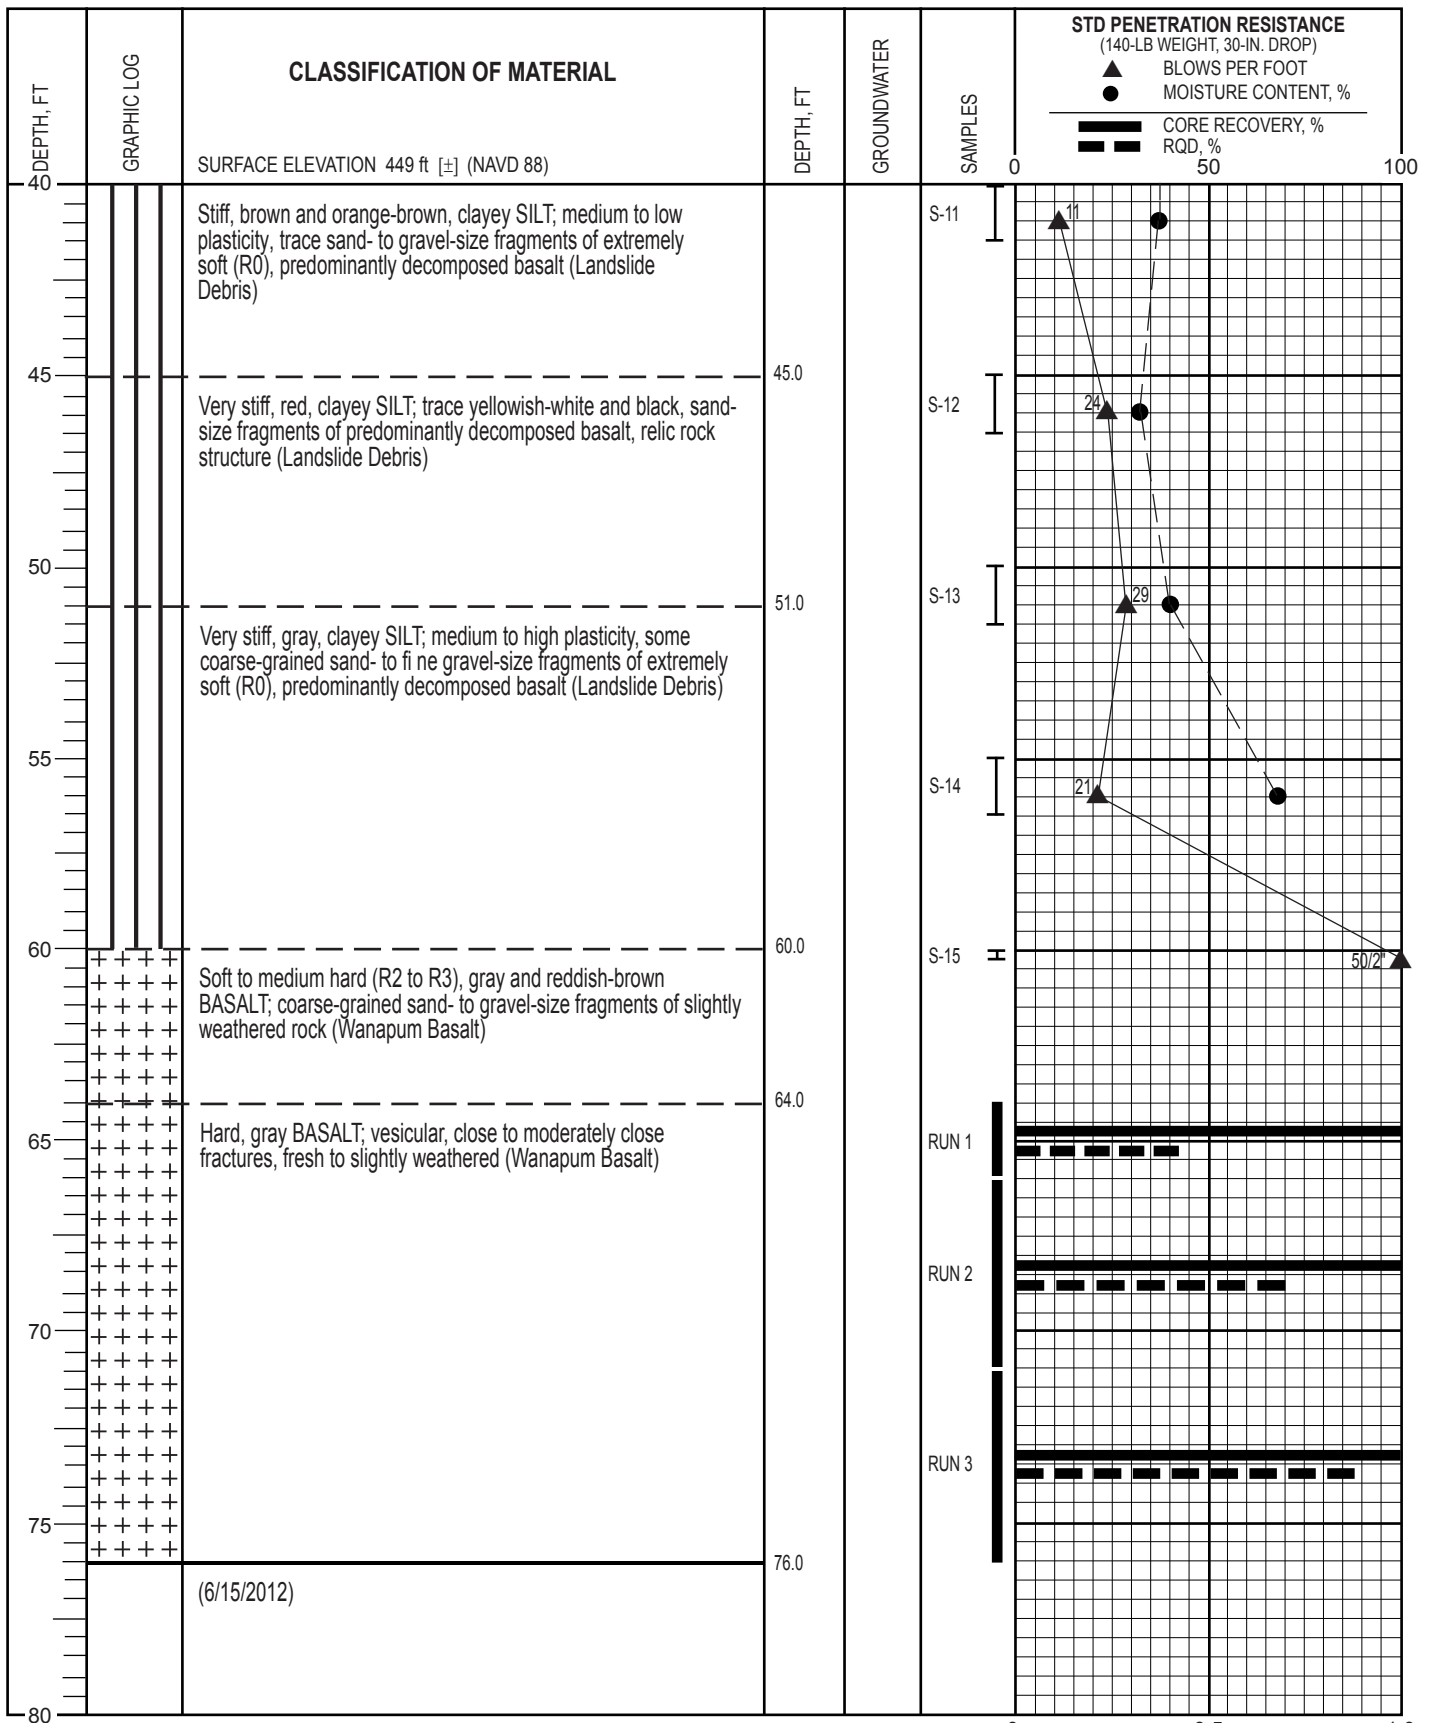 DEPTH, FT
GRAPHIC LOG
CLASSIFICATION OF MATERIAL
SURFACE ELEVATION 449 ft [±] (NAVD 88)
DEPTH, FT
GROUNDWATER
SAMPLES
STD PENETRATION RESISTANCE
(140-LB WEIGHT, 30-IN. DROP)
BLOWS PER FOOT
MOISTURE CONTENT, %
CORE RECOVERY, %
RQD, %
0 50 100
40
Stiff, brown and orange-brown, clayey SILT; medium to low
plasticity, trace sand- to gravel-size fragments of extremely
soft (R0), predominantly decomposed basalt (Landslide
Debris)
S-11
11
45
45.0
Very stiff, red, clayey SILT; trace yellowish-white and black, sand-
size fragments of predominantly decomposed basalt, relic rock
structure (Landslide Debris)
S-12
24
50
51.0
S-13
29
Very stiff, gray, clayey SILT; medium to high plasticity, some
coarse-grained sand- to fi ne gravel-size fragments of extremely
soft (R0), predominantly decomposed basalt (Landslide Debris)
55
S-14
21
60
60.0
S-15
50/2"
Soft to medium hard (R2 to R3), gray and reddish-brown
BASALT; coarse-grained sand- to gravel-size fragments of slightly
weathered rock (Wanapum Basalt)
64.0
Hard, gray BASALT; vesicular, close to moderately close
fractures, fresh to slightly weathered (Wanapum Basalt)
65
RUN 1
RUN 2
70
RUN 3
75
76.0
(6/15/2012)
80